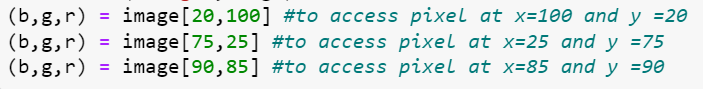 (b,g,r) = image[20,100] #to access pixel at x=100 and y =20
(b,g,r) = image[75,25] #to access pixel at x=25 and y =75
(b,g,r) = image[90,85] #to access pixel at x=85 and y =90